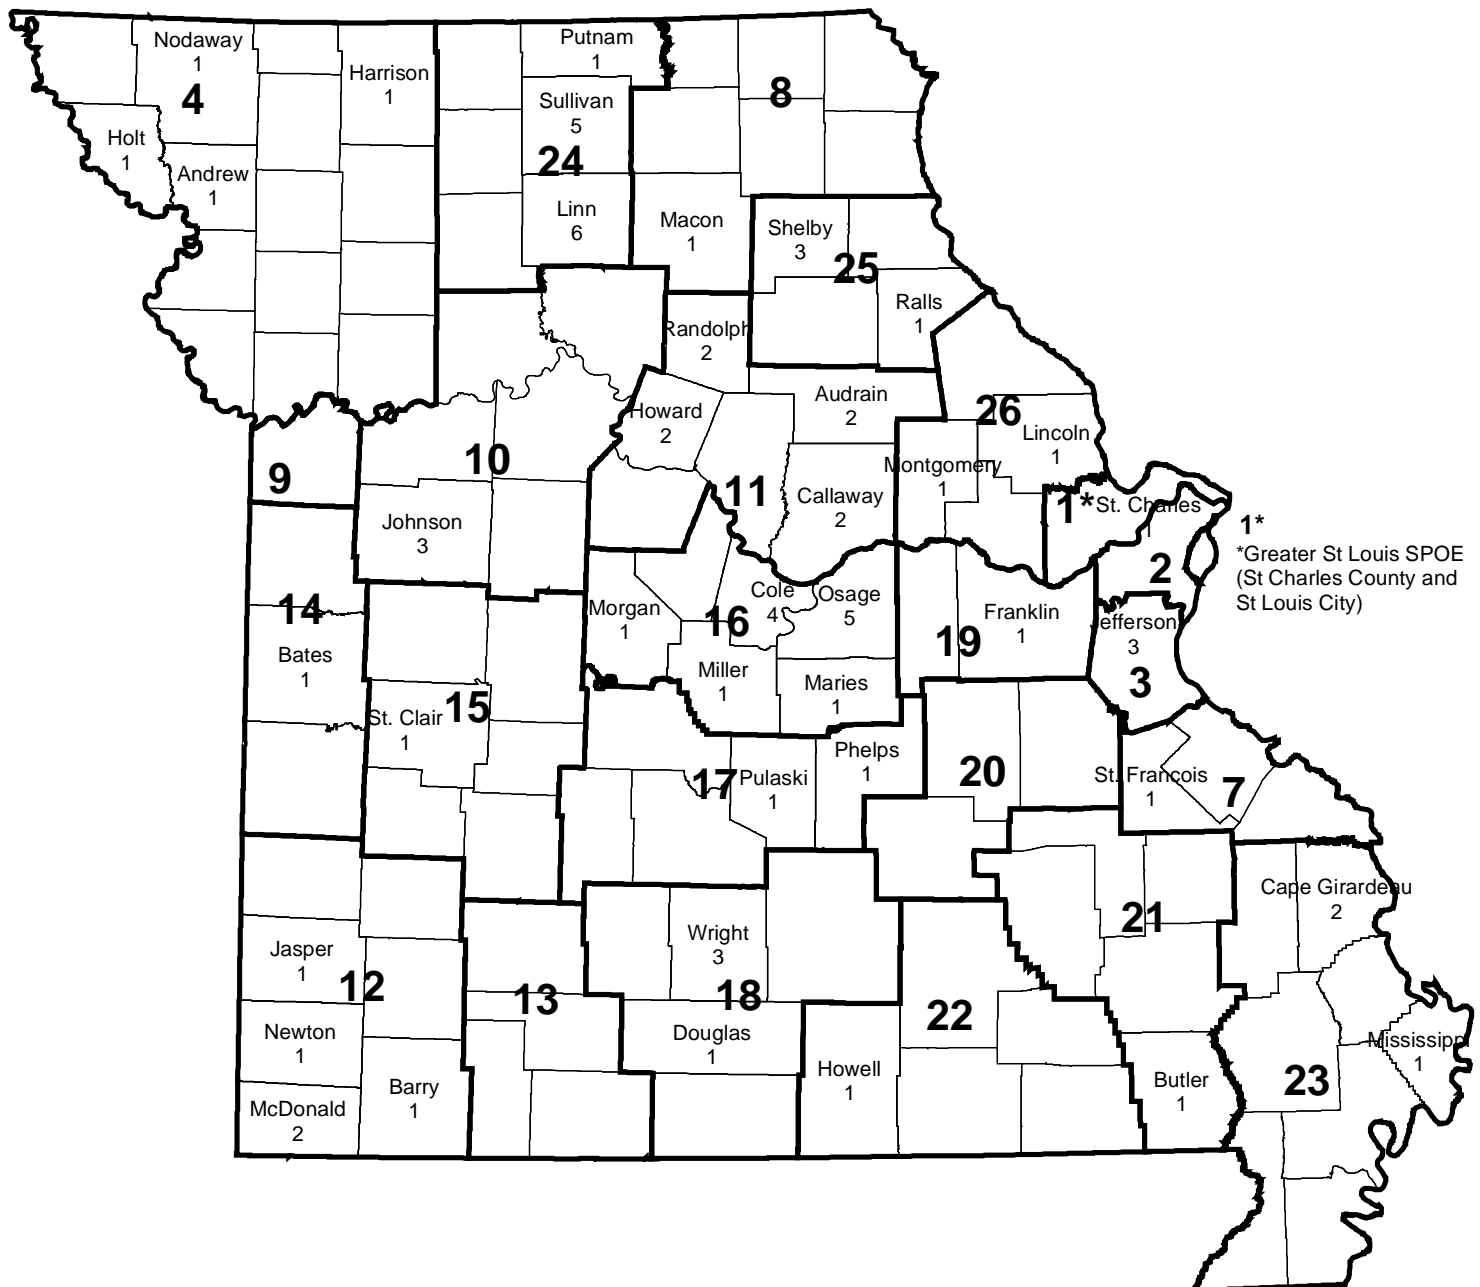 Nodaway
1
4
Harrison
1
Putnam
1
Sullivan
5
24
8
Holt
1
Andrew
1
Linn
6
Macon
1
Shelby
3
25
Ralls
1
Randolph
2
Audrain
2
Howard
2
26
Lincoln
1
Montgomery
1
9
10
11
Callaway
2
1*
St. Charles
1
2
1*
*Greater St Louis SPOE
(St Charles County and
St Louis City)
Johnson
3
14
Bates
1
Morgan
1
Cole
4
16
Osage
5
19
Franklin
1
Jefferson
3
3
Miller
1
Maries
1
15
St. Clair
1
17
Pulaski
1
Phelps
1
20
St. Francois
1
7
Cape Girardeau
2
21
Jasper
1
12
Wright
3
18
13
22
Newton
1
Douglas
1
Howell
1
McDonald
2
Barry
1
Butler
1
23
Mississippi
1